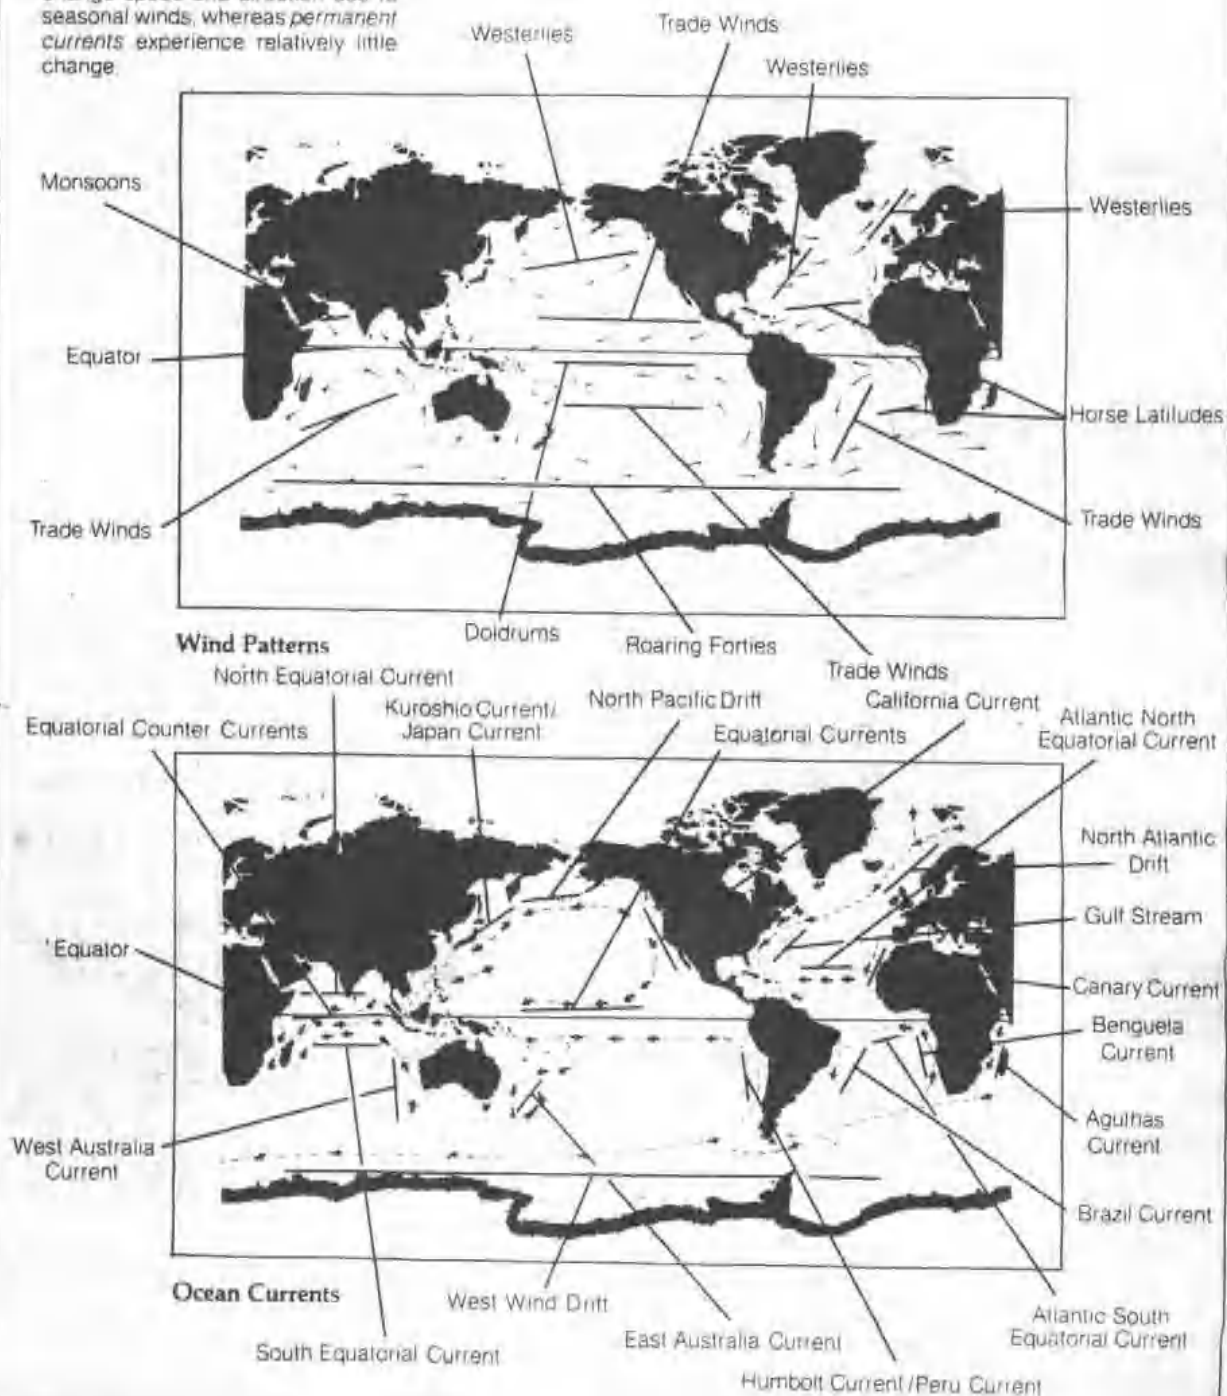 seasonal winds, whereas permanent
currents experience relatively little
change.
Westerlies
Trade Winds
Westerlies
Monsoons
Westerlies
Equator
Horse Latitudes
Trade Winds
Trade Winds
Doldrums
Roaring Forties
Trade Winds
Wind Patterns
North Equatorial Current
Kuroshio Current/
Japan Current
North Pacific Drift
California Current
Equatorial Counter Currents
Equatorial Currents
Atlantic North
Equatorial Current
North Atlantic
Drift
Gulf Stream
Equator
Canary Current
Benguela
Current
West Australia
Current
Agulhas
Current
Brazil Current
Ocean Currents
West Wind Drift
East Australia Current
Atlantic South
Equatorial Current
South Equatorial Current
Humbolt Current/Peru Current